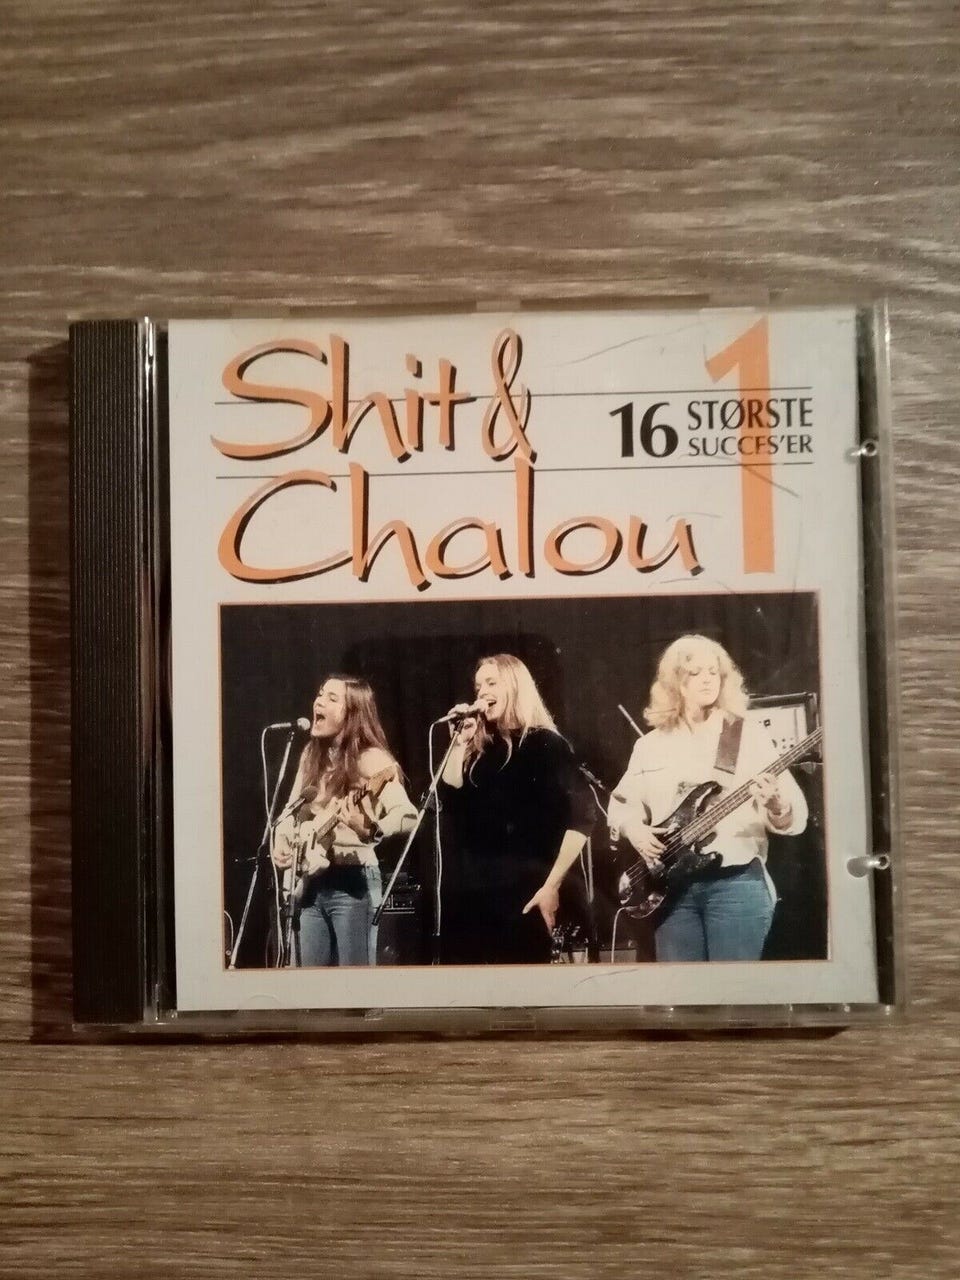 Shit &
Chalou 1
16 STØRSTE
SUCCES'ER